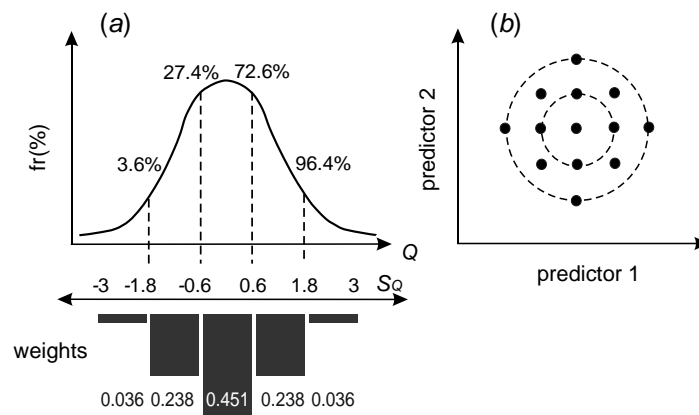 (a)
27.4% 72.6%
3.6%
96.4%
fr(%)
Q
-3 -1.8 -0.6 0.6 1.8 3 SQ
weights
0.036 0.238 0.451 0.238 0.036
(b)
predictor 2
predictor 1